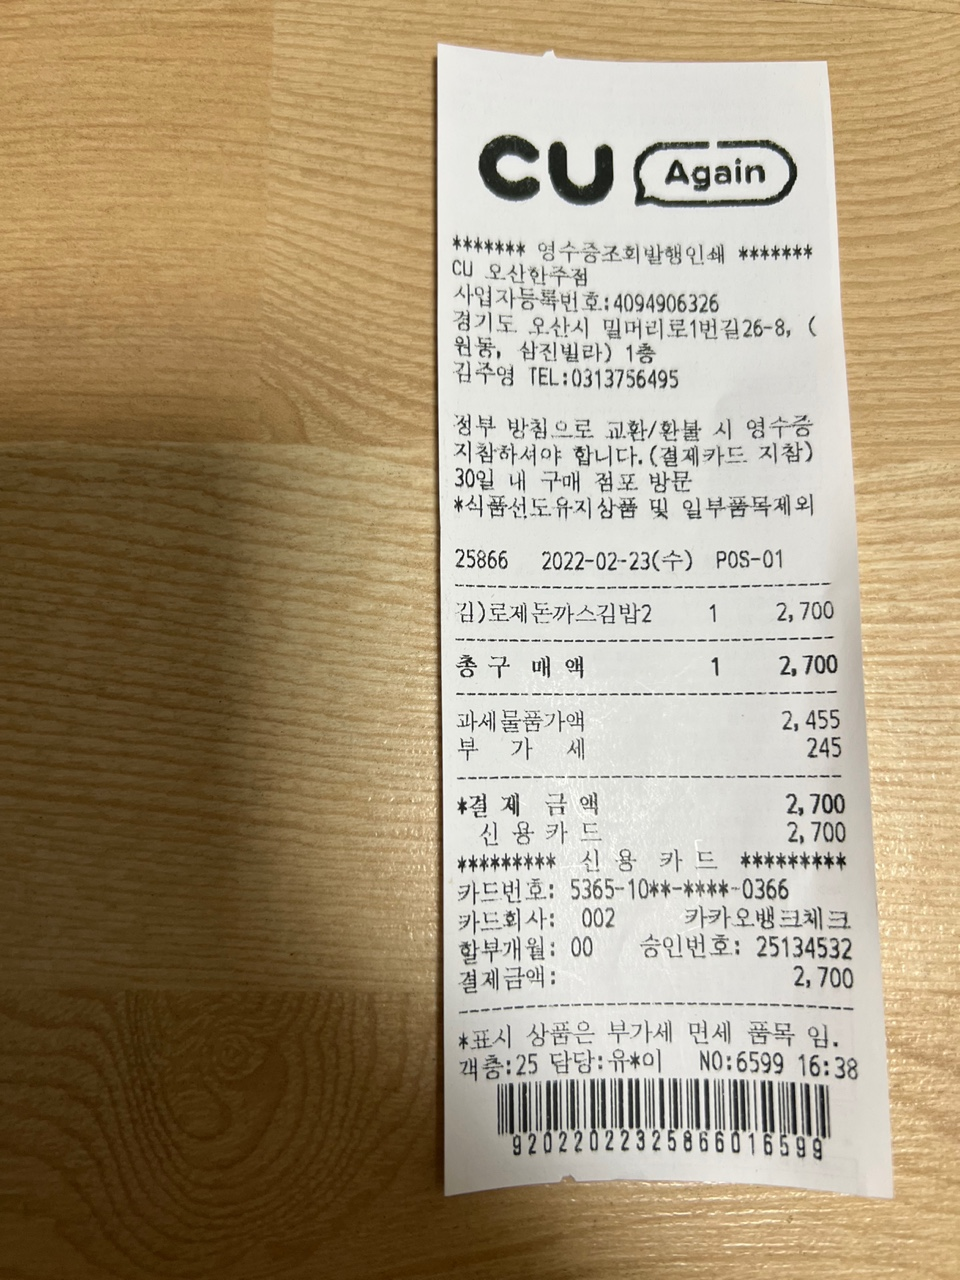 CU Again
******* 영수증조회발행인쇄 *******
CU 오산한주점
사업자등록번호:4094906326
경기도 오산시 밀머리로1번길26-8, (
원동, 삼진빌라) 1층
김주영 TEL:0313756495
정부 방침으로 교환/환불 시 영수증
지참하셔야 합니다.(결제카드 지참)
30일 내 구매 점포 방문
*식품선도유지상품 및 일부품목제외
25866 2022-02-23(수) POS-01
김)로제돈까스김밥2 1 2,700
총 구 매 액 1 2,700
과세물품가액 2,455
부 가 세 245
*결 제 금 액 2,700
신 용 카 드 2,700
********* 신 용 카 드 *********
카드번호: 5365-10**-****-0366
카드회사: 002 카카오뱅크체크
할부개월: 00 승인번호: 25134532
결제금액: 2,700
*표시 상품은 부가세 면세 품목 임.
객층:25 담당:유*이 NO:6599 16:38
92022022325866016599